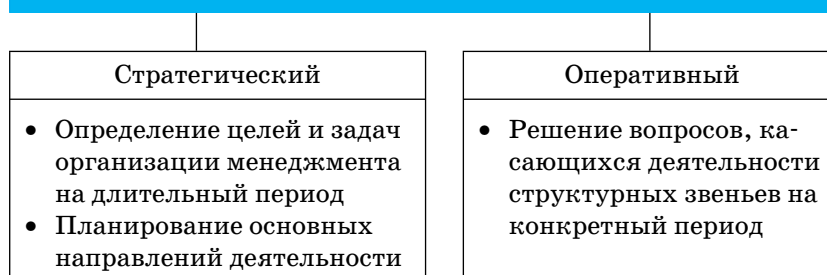 Стратегический
• Определение целей и задач
организации менеджмента
на длительный период
• Планирование основных
направлений деятельности
Оперативный
• Решение вопросов, ка-
сающихся деятельности
структурных звеньев на
конкретный период